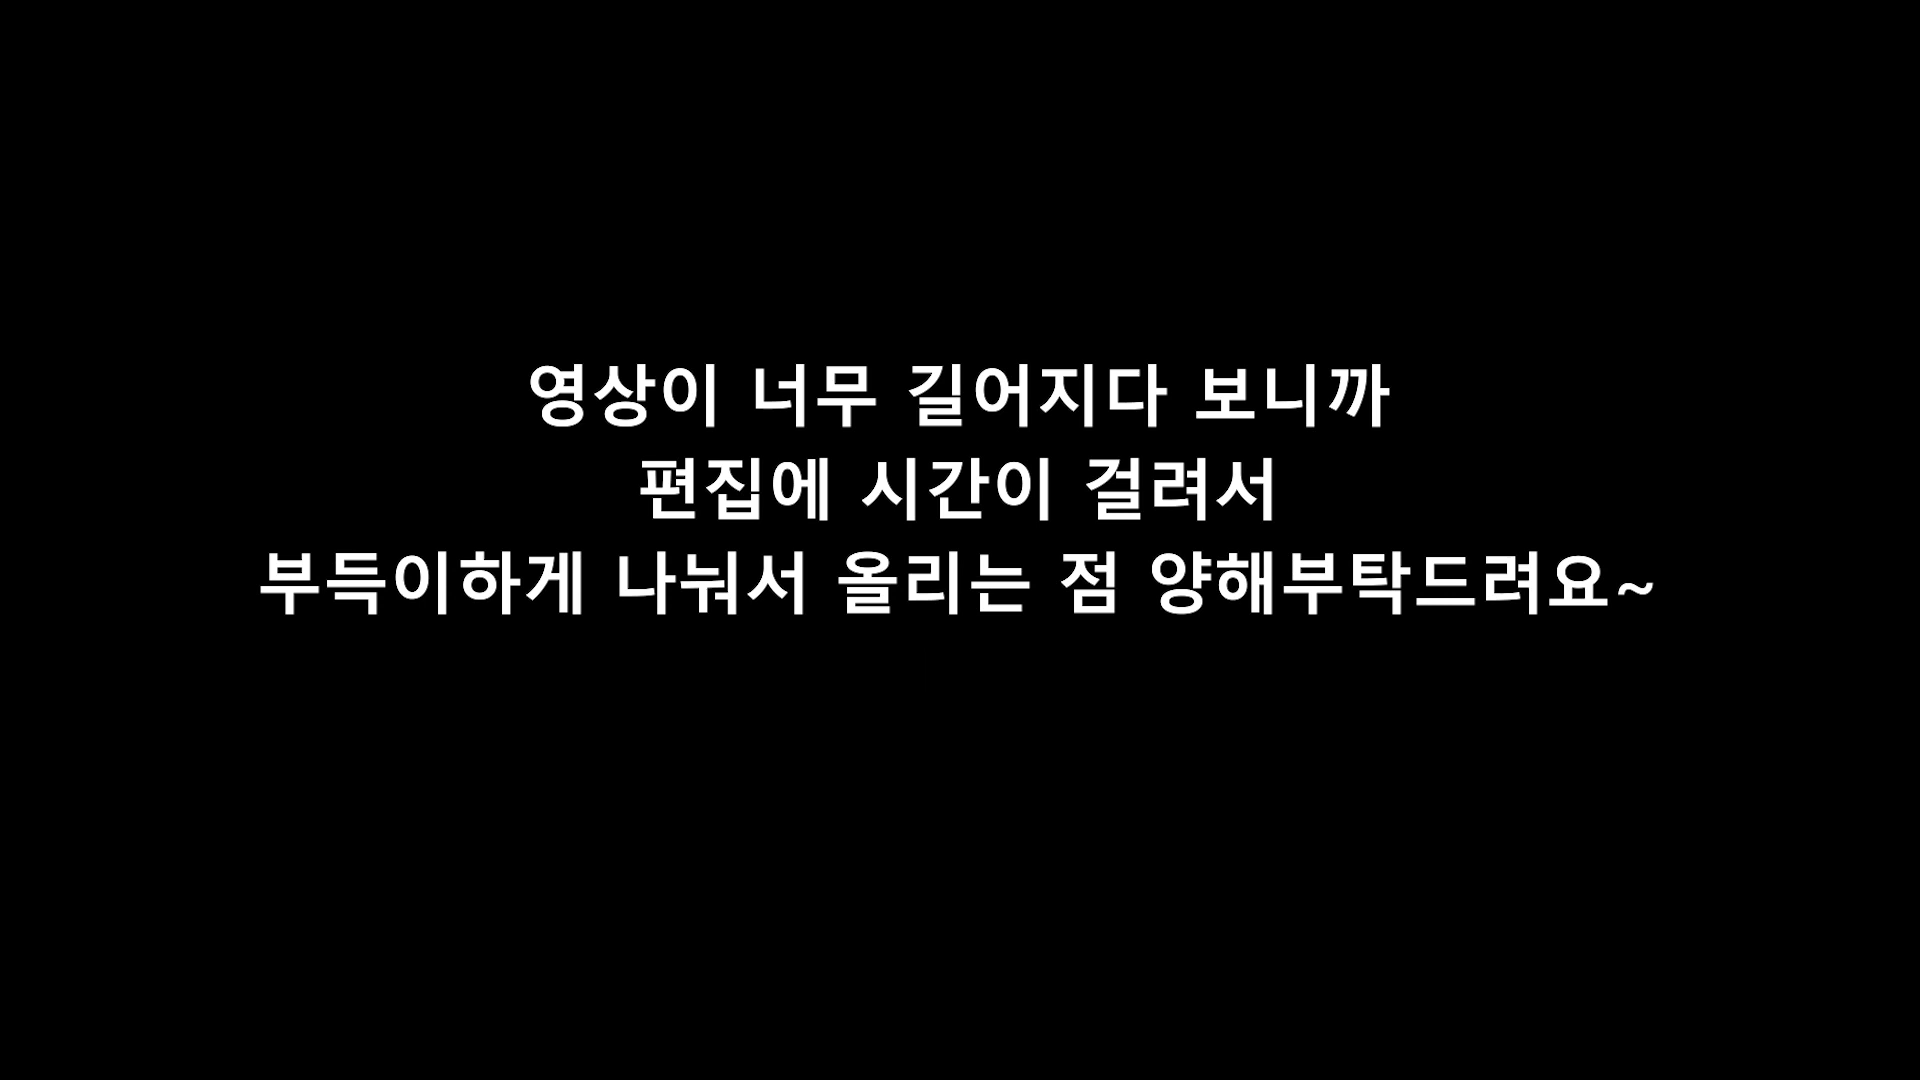 영상이 너무 길어지다 보니까
편집에 시간이 걸려서
부득이하게 나눠서 올리는 점 양해부탁드려요~